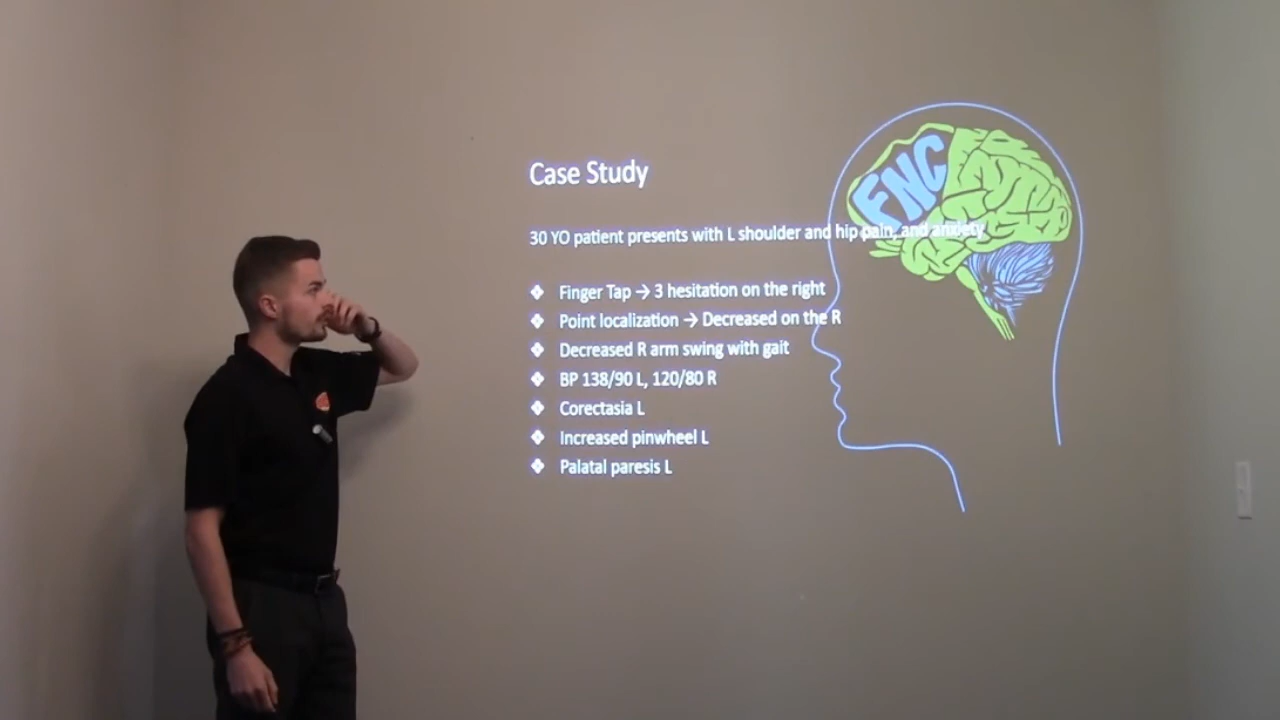 FNC
Case Study
30 YO patient presents with L shoulder and hip pain, and anxiety
❖ Finger Tap → 3 hesitation on the right
❖ Point localization → Decreased on the R
❖ Decreased R arm swing with gait
❖ BP 138/90 L, 120/80 R
❖ Corectasia L
❖ Increased pinwheel L
❖ Palatal paresis L